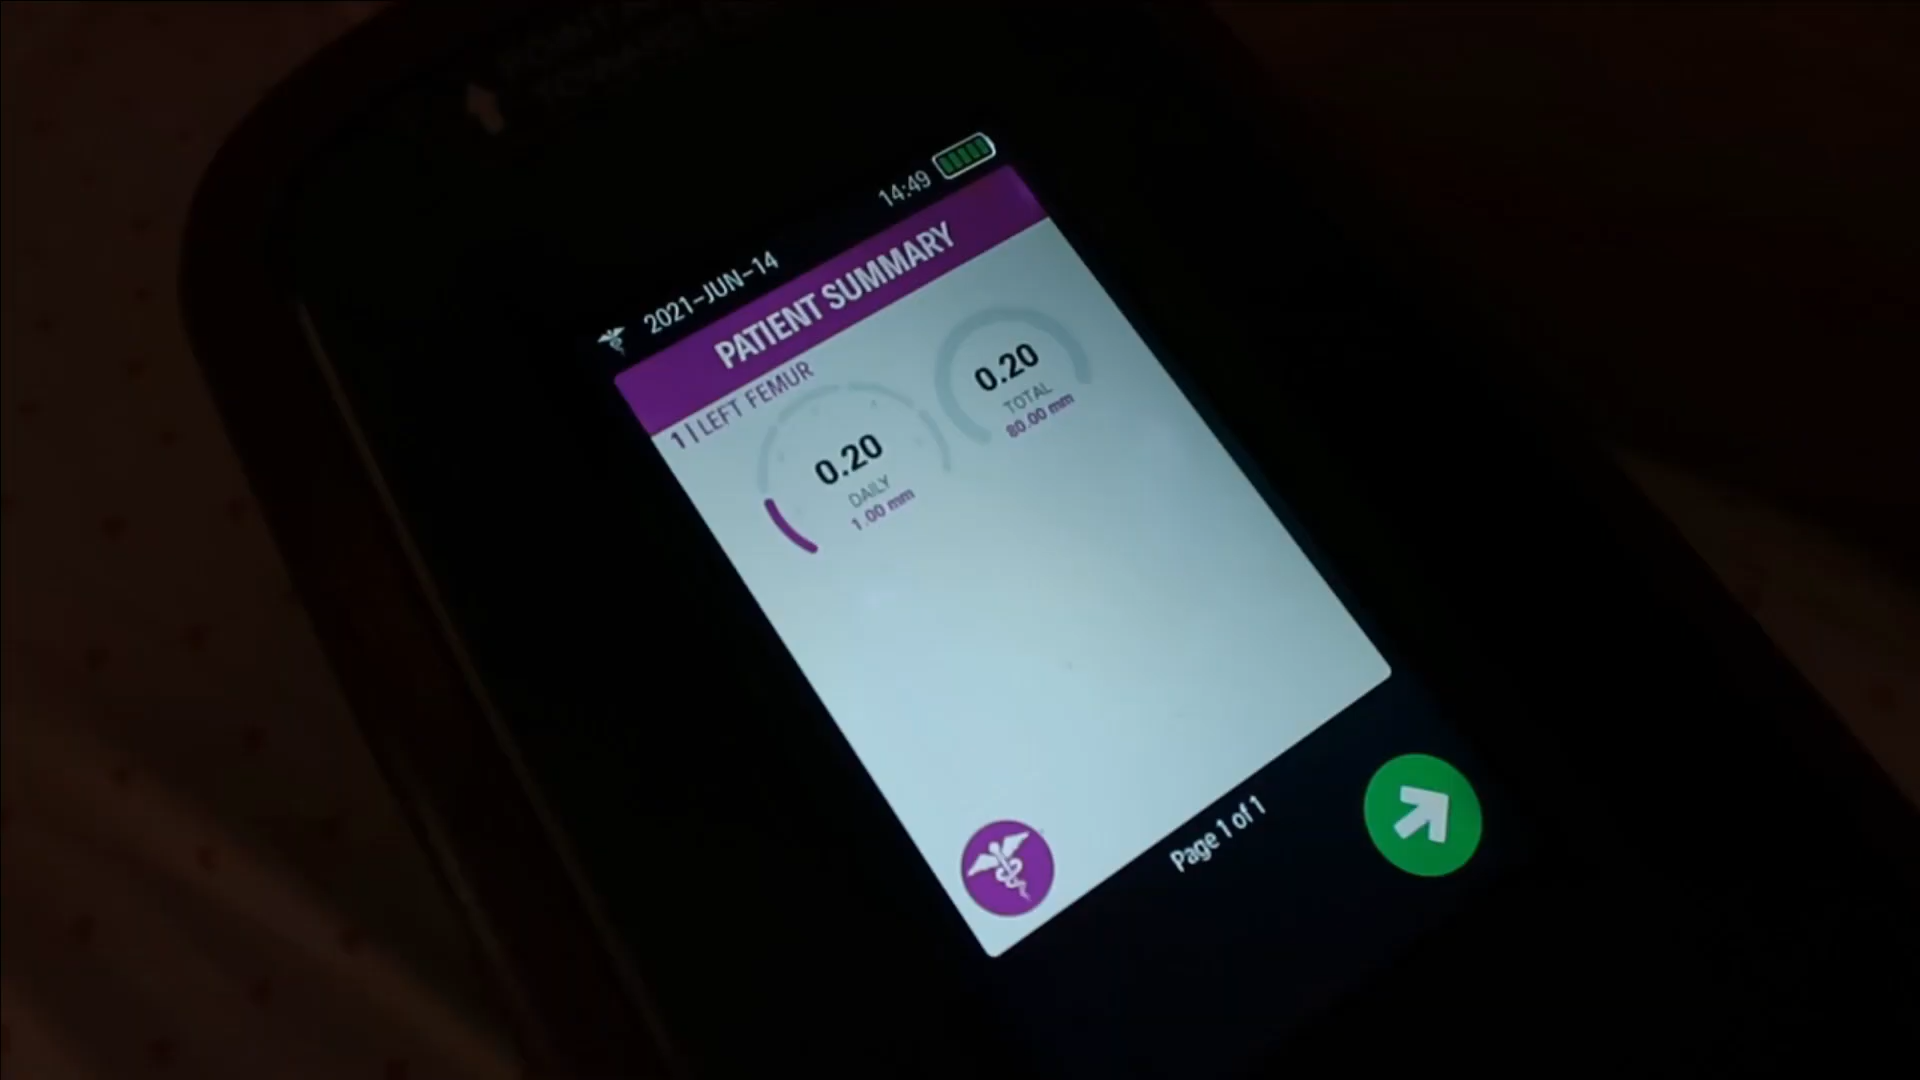 2021-JUN-14 14:49
PATIENT SUMMARY
1 | LEFT FEMUR
0.20
DAILY
1.00 mm
0.20
TOTAL
80.00 mm
Page 1 of 1